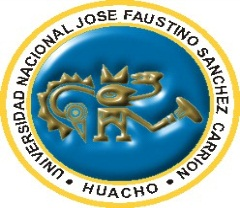 UNIVERSIDAD NACIONAL JOSE FAUSTINO SANCHEZ CARRION
• HUACHO •